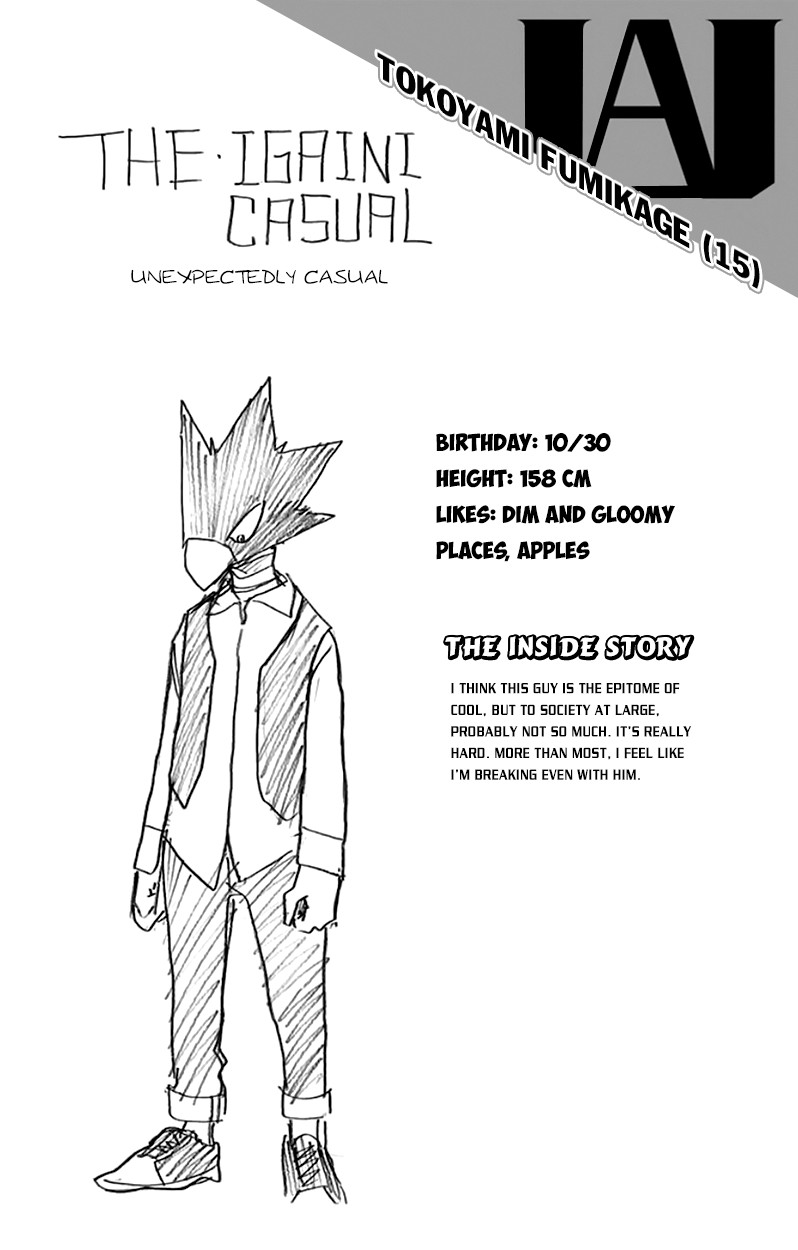 UA
TOKOYAMI FUMIKAGE (15)
THE·IGAINI
CASUAL
UNEXPECTEDLY CASUAL
BIRTHDAY: 10/30
HEIGHT: 158 CM
LIKES: DIM AND GLOOMY
PLACES, APPLES
THE INSIDE STORY
I THINK THIS GUY IS THE EPITOME OF
COOL, BUT TO SOCIETY AT LARGE,
PROBABLY NOT SO MUCH. IT'S REALLY
HARD. MORE THAN MOST, I FEEL LIKE
I'M BREAKING EVEN WITH HIM.